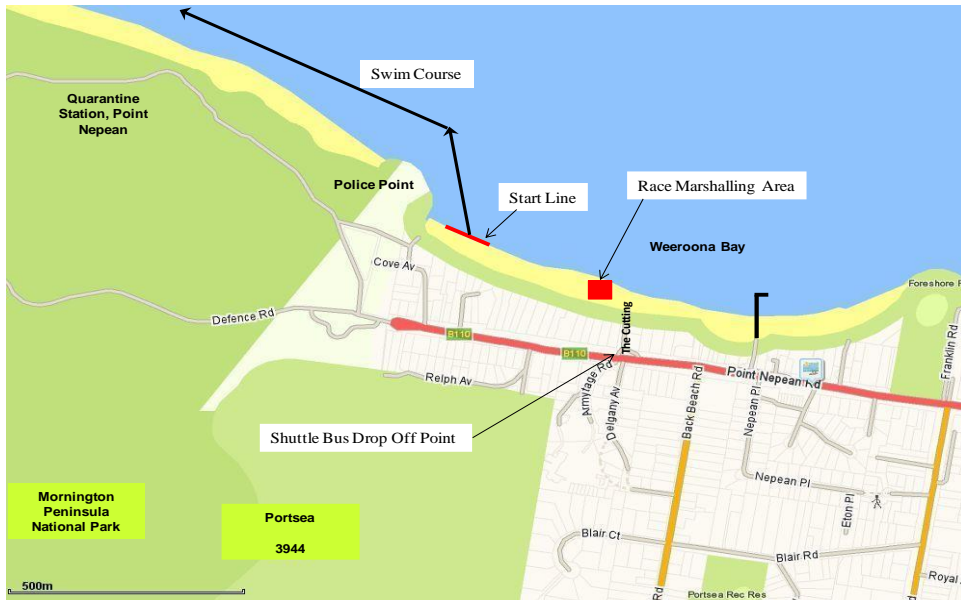 Swim Course
Quarantine
Station, Point
Nepean
Police Point
Start Line
Race Marshalling Area
Weeroona Bay
Cove Av
Foreshore
Defence Rd
B110
B110
The Cutting
Franklin Rd
Relph Av
Armytage Rd
Delgany Av
Back Beach Rd
Point Nepean Rd
Nepean Pl
Shuttle Bus Drop Off Point
Nepean Pl
Eton Pl
Mornington
Peninsula
National Park
Portsea
3944
Blair Ct
Blair Rd
Royal
500m
Portsea Rec Res